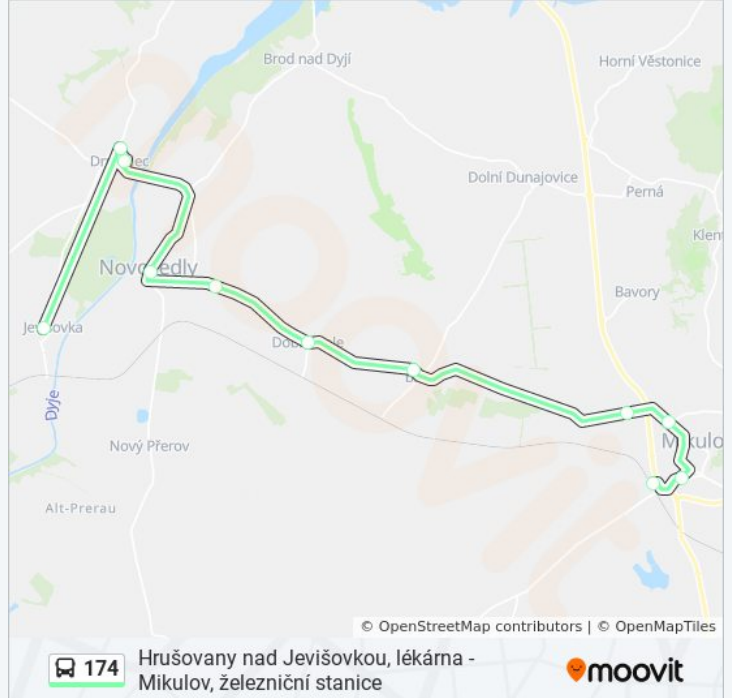 Brod nad Dyjí
Horní Věstonice
Dolní Dunajovice
Perná
Bavory
Dyje
Nový Přerov
Alt-Prerau
© OpenStreetMap contributors | © OpenMapTiles
174
Hrušovany nad Jevišovkou, lékárna -
Mikulov, železniční stanice
moovit